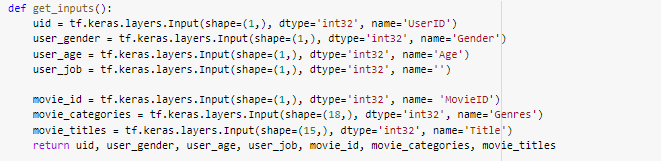 def get_inputs():
    uid = tf.keras.layers.Input(shape=(1,), dtype='int32', name='UserID')
    user_gender = tf.keras.layers.Input(shape=(1,), dtype='int32', name='Gender')
    user_age = tf.keras.layers.Input(shape=(1,), dtype='int32', name='Age')
    user_job = tf.keras.layers.Input(shape=(1,), dtype='int32', name='')
    movie_id = tf.keras.layers.Input(shape=(1,), dtype='int32', name= 'MovieID')
    movie_categories = tf.keras.layers.Input(shape=(18,), dtype='int32', name='Genres')
    movie_titles = tf.keras.layers.Input(shape=(15,), dtype='int32', name='Title')
    return uid, user_gender, user_age, user_job, movie_id, movie_categories, movie_titles